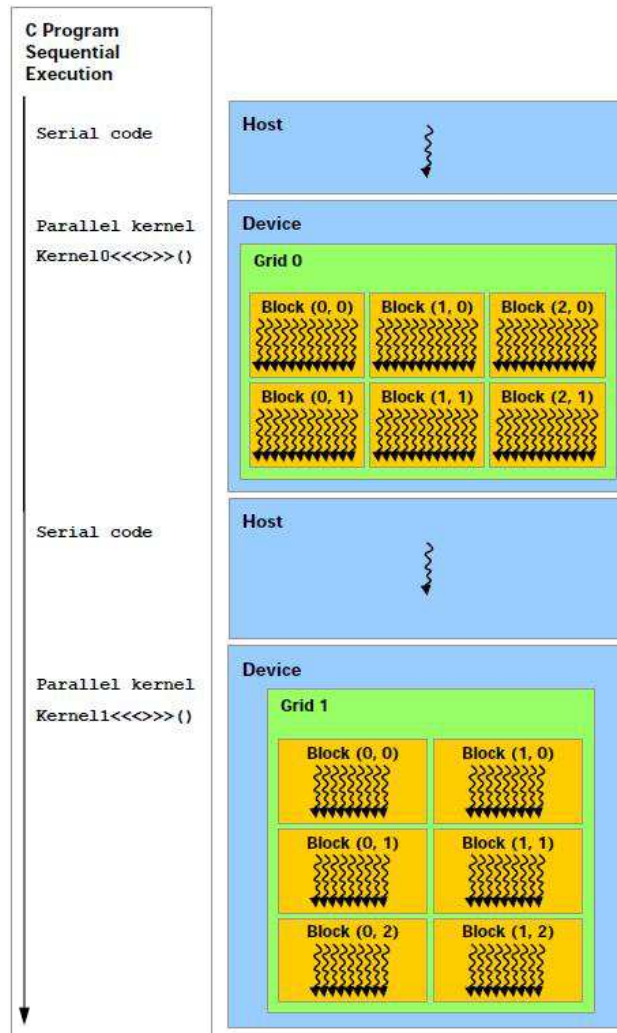 C Program
Sequential
Execution
Serial code
Host
Parallel kernel
Kernel0<<<>>>()
Device
Grid 0
Block (0, 0)
Block (1, 0)
Block (2, 0)
Block (0, 1)
Block (1, 1)
Block (2, 1)
Serial code
Host
Parallel kernel
Kernel1<<<>>>()
Device
Grid 1
Block (0, 0)
Block (1, 0)
Block (0, 1)
Block (1, 1)
Block (0, 2)
Block (1, 2)